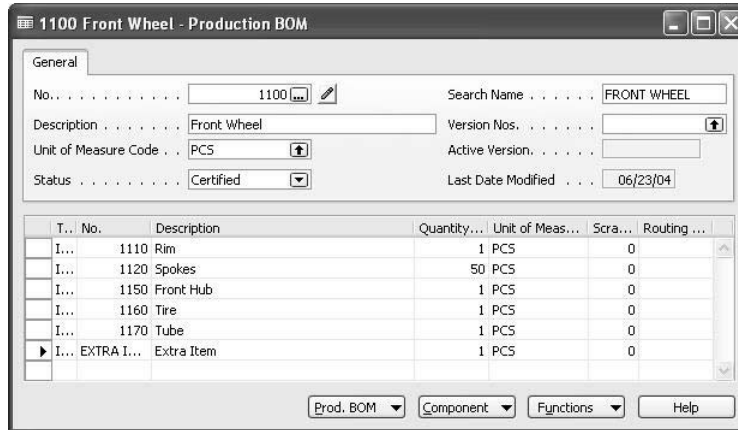 1100 Front Wheel - Production BOM
General
No.. . . . . . . . . . . . 1100 ... Search Name . . . . . . FRONT WHEEL
Description . . . . . . . Front Wheel Version Nos. . . . . . .
Unit of Measure Code . . PCS Active Version. . . . . .
Status . . . . . . . . . Certified Last Date Modified . . . 06/23/04
T.. No. Description Quantity... Unit of Meas... Scra... Routing ...
I... 1110 Rim 1 PCS 0
I... 1120 Spokes 50 PCS 0
I... 1150 Front Hub 1 PCS 0
I... 1160 Tire 1 PCS 0
I... 1170 Tube 1 PCS 0
I... EXTRA I... Extra Item 1 PCS 0
Prod. BOM Component Functions Help